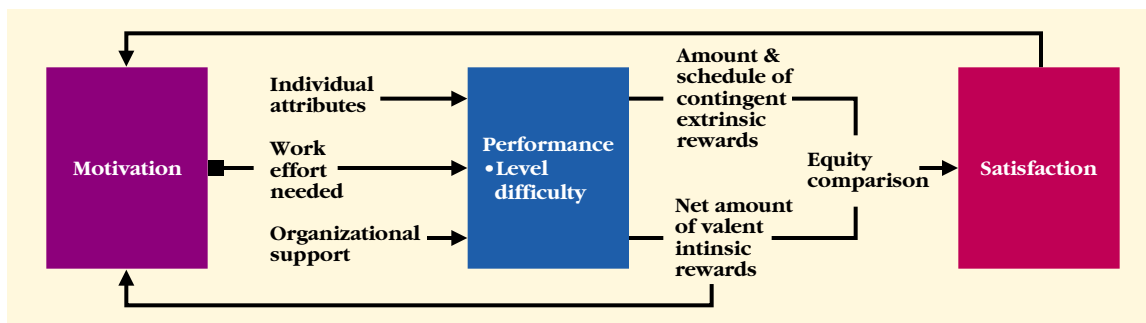 Motivation
Individual
attributes
Work
effort
needed
Organizational
support
Performance
•Level
difficulty
Amount &
schedule of
contingent
extrinsic
rewards
Net amount
of valent
intrinsic
rewards
Equity
comparison
Satisfaction